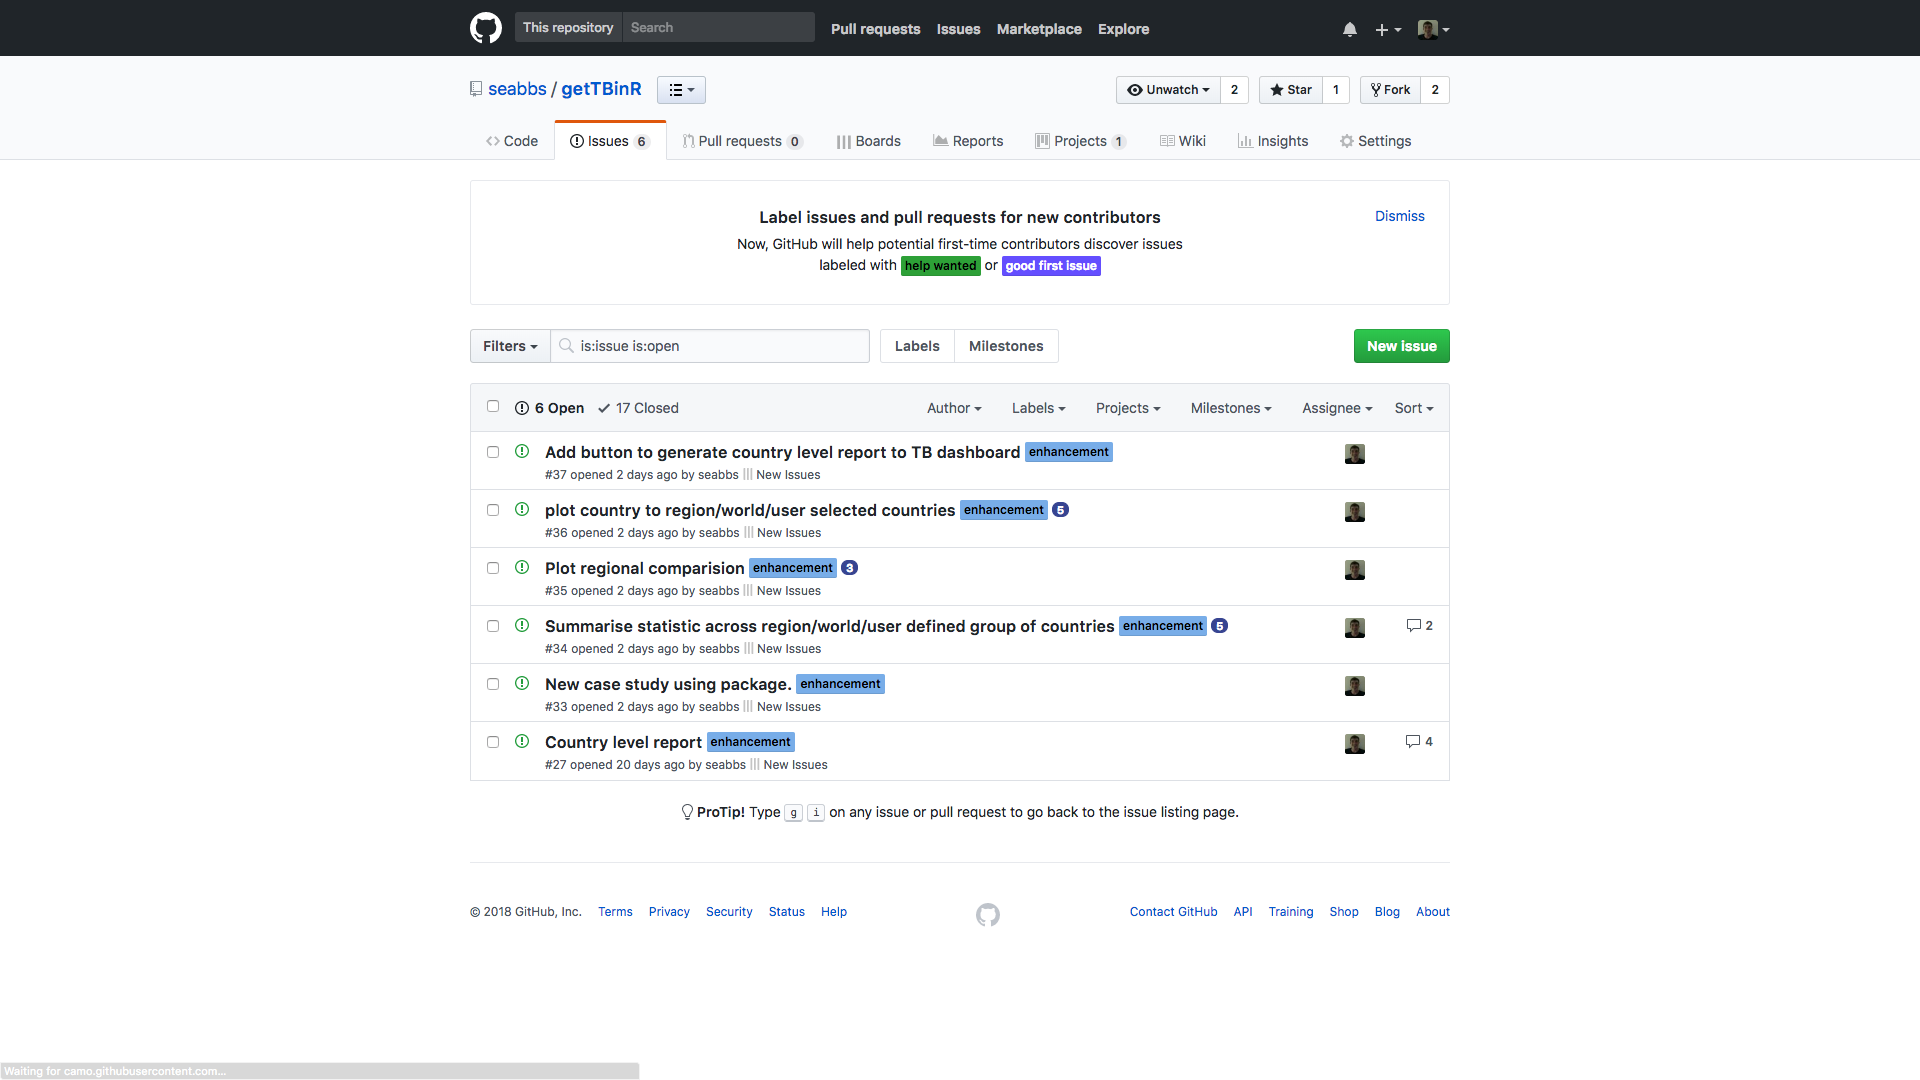 This repository Search Pull requests Issues Marketplace Explore
seabbs / getTBinR Unwatch 2 Star 1 Fork 2
Code Issues 6 Pull requests 0 Boards Reports Projects 1 Wiki Insights Settings
Label issues and pull requests for new contributors Dismiss
Now, GitHub will help potential first-time contributors discover issues
labeled with help wanted or good first issue
Filters is:issue is:open Labels Milestones New issue
6 Open 17 Closed Author Labels Projects Milestones Assignee Sort
Add button to generate country level report to TB dashboard enhancement
#37 opened 2 days ago by seabbs New Issues
plot country to region/world/user selected countries enhancement 5
#36 opened 2 days ago by seabbs New Issues
Plot regional comparision enhancement 3
#35 opened 2 days ago by seabbs New Issues
Summarise statistic across region/world/user defined group of countries enhancement 5 2
#34 opened 2 days ago by seabbs New Issues
New case study using package. enhancement
#33 opened 2 days ago by seabbs New Issues
Country level report enhancement 4
#27 opened 20 days ago by seabbs New Issues
ProTip! Type g i on any issue or pull request to go back to the issue listing page.
© 2018 GitHub, Inc. Terms Privacy Security Status Help Contact GitHub API Training Shop Blog About
Waiting for camo.githubusercontent.com...